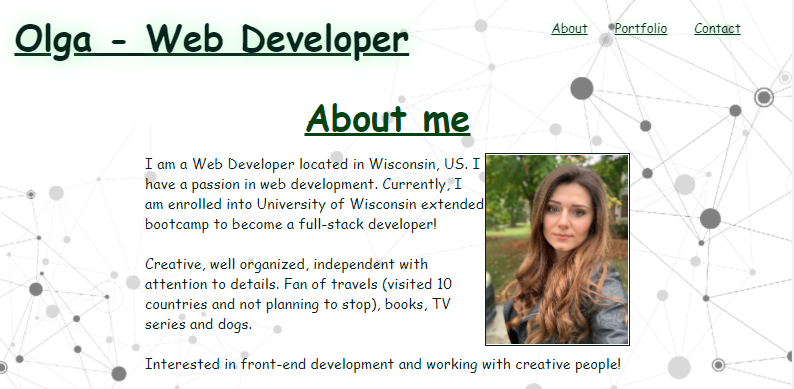 Olga - Web Developer
About Portfolio Contact
About me
I am a Web Developer located in Wisconsin, US. I
have a passion in web development. Currently, I
am enrolled into University of Wisconsin extended
bootcamp to become a full-stack developer!
Creative, well organized, independent with
attention to details. Fan of travels (visited 10
countries and not planning to stop), books, TV
series and dogs.
Interested in front-end development and working with creative people!